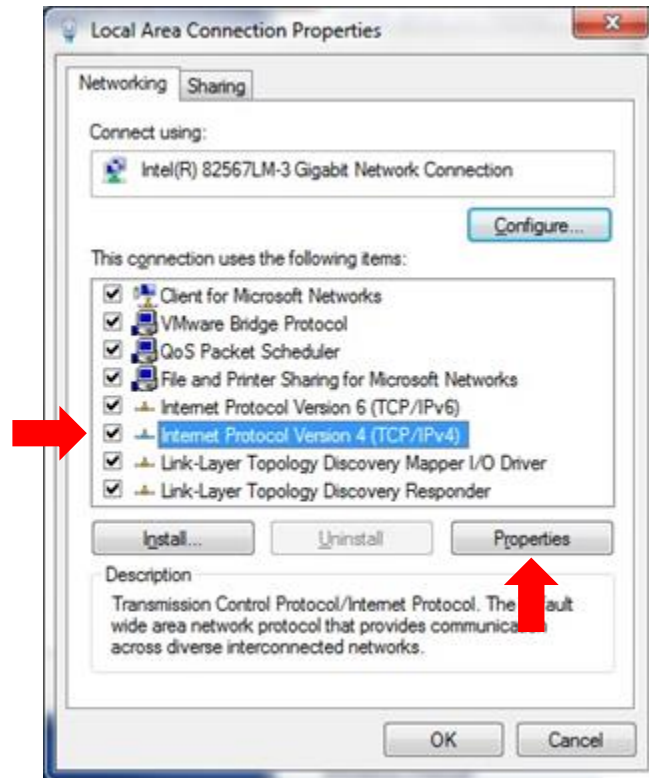 Local Area Connection Properties
Networking
Sharing
Connect using:
Intel(R) 82567LM-3 Gigabit Network Connection
Configure...
This connection uses the following items:
Client for Microsoft Networks
VMware Bridge Protocol
QoS Packet Scheduler
File and Printer Sharing for Microsoft Networks
Internet Protocol Version 6 (TCP/IPv6)
Internet Protocol Version 4 (TCP/IPv4)
Link-Layer Topology Discovery Mapper I/O Driver
Link-Layer Topology Discovery Responder
Install...
Uninstall
Properties
Description
Transmission Control Protocol/Internet Protocol. The
wide area network protocol that provides
across diverse interconnected networks.
OK
Cancel